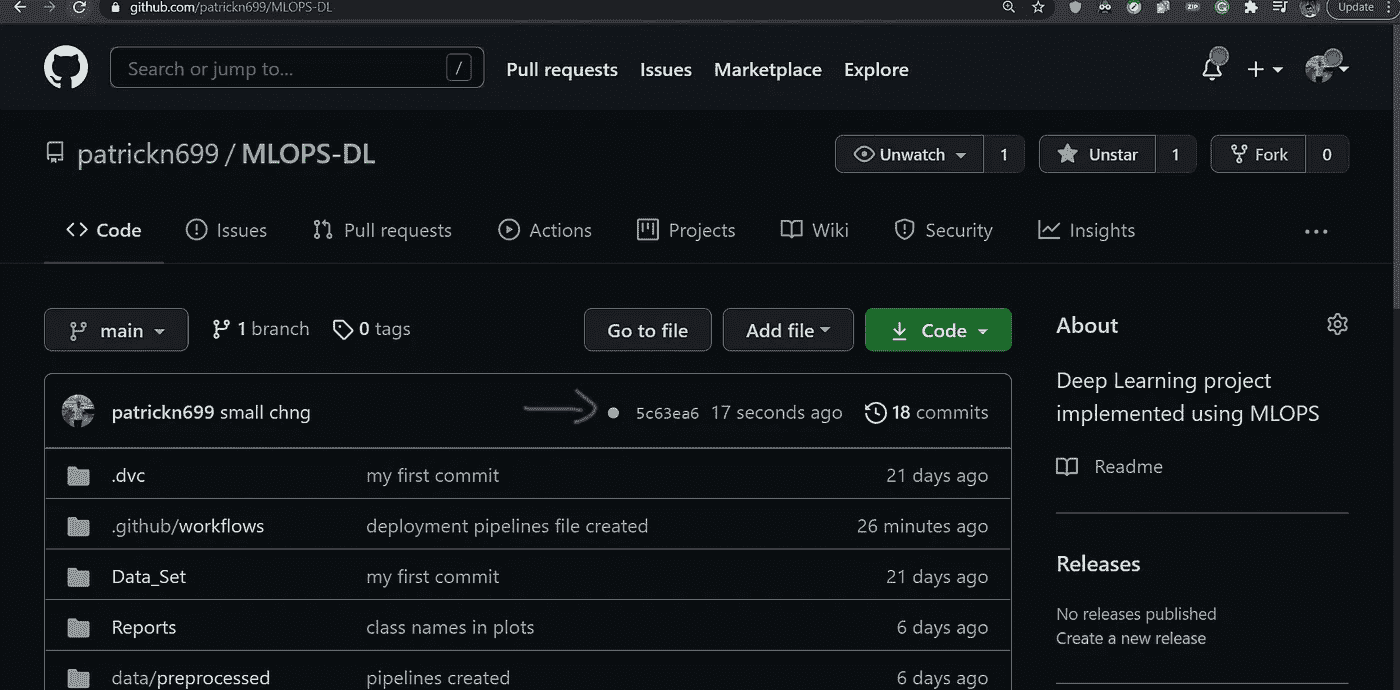 github.com/patrickn699/MLOPS-DL
ZIP
Update
Search or jump to...
/
Pull requests Issues Marketplace Explore
patrickn699 / MLOPS-DL
Unwatch 1 Unstar 1 Fork 0
Code Issues Pull requests Actions Projects Wiki Security Insights
main 1 branch 0 tags Go to file Add file Code
patrickn699 small chng 5c63ea6 17 seconds ago 18 commits
.dvc my first commit 21 days ago
.github/workflows deployment pipelines file created 26 minutes ago
Data_Set my first commit 21 days ago
Reports class names in plots 6 days ago
data/preprocessed pipelines created 6 days ago
About
Deep Learning project
implemented using MLOPS
Readme
Releases
No releases published
Create a new release